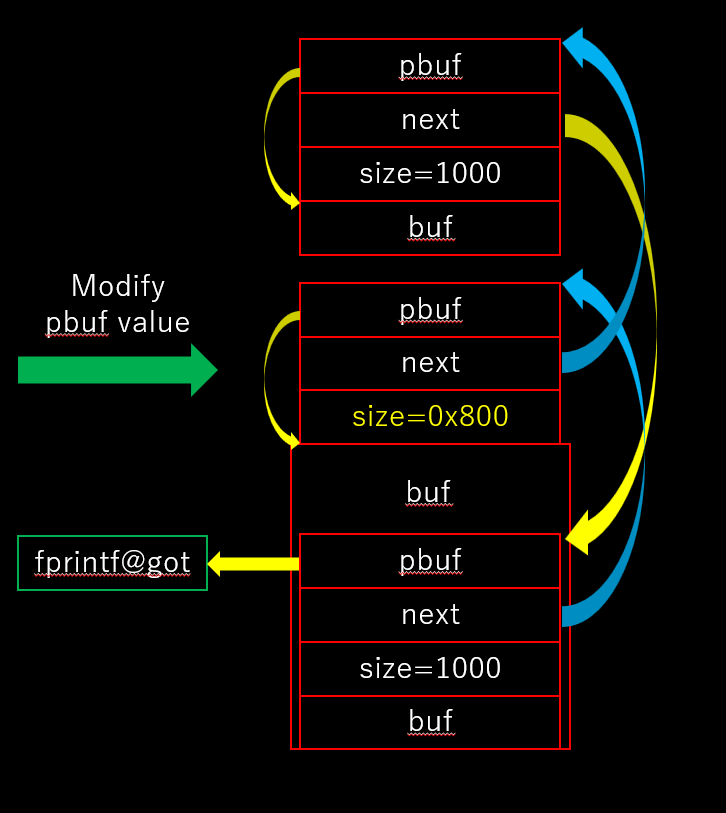 pbuf
next
size=1000
buf
Modify
pbuf value
pbuf
next
size=0x800
buf
fprintf@got
pbuf
next
size=1000
buf